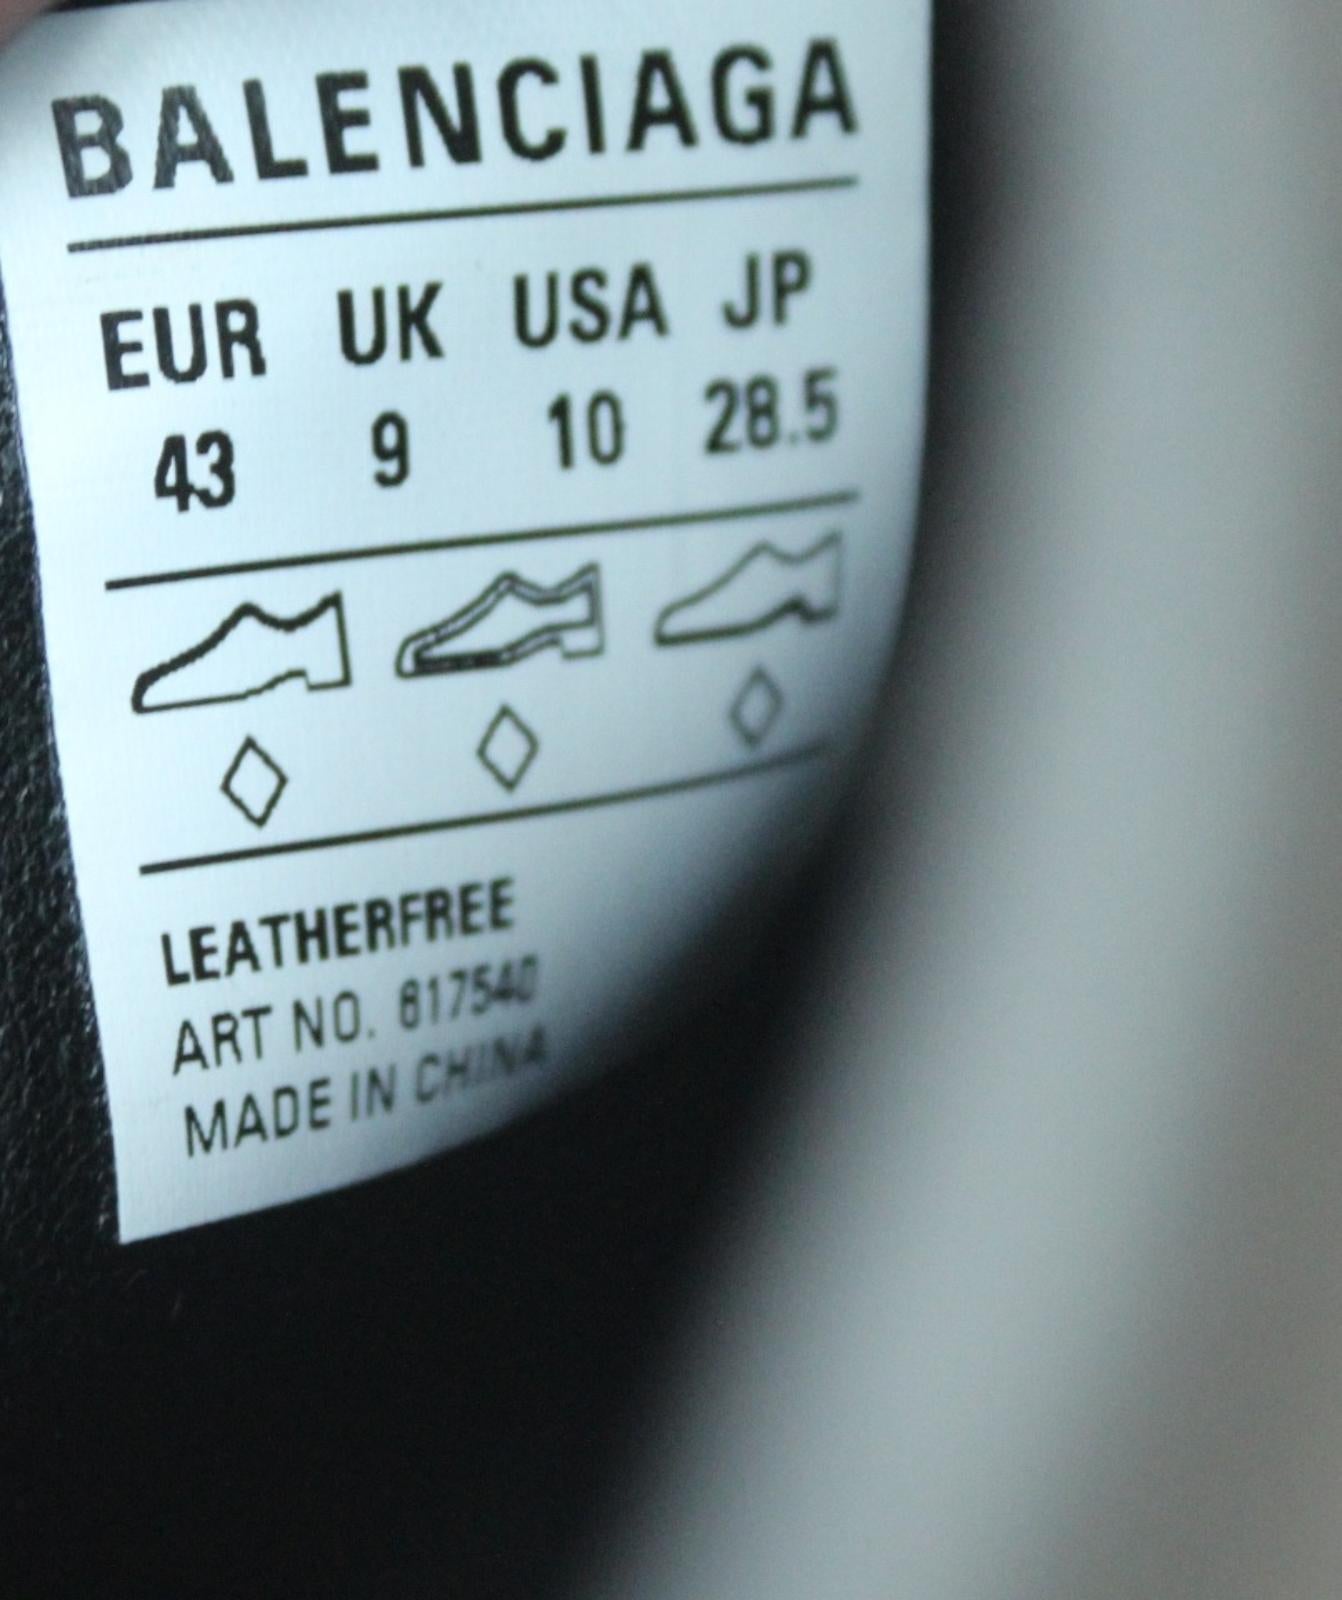 BALENCIAGA
EUR UK USA JP
43 9 10 28.5
LEATHERFREE
ART NO. 617540
MADE IN CHINA